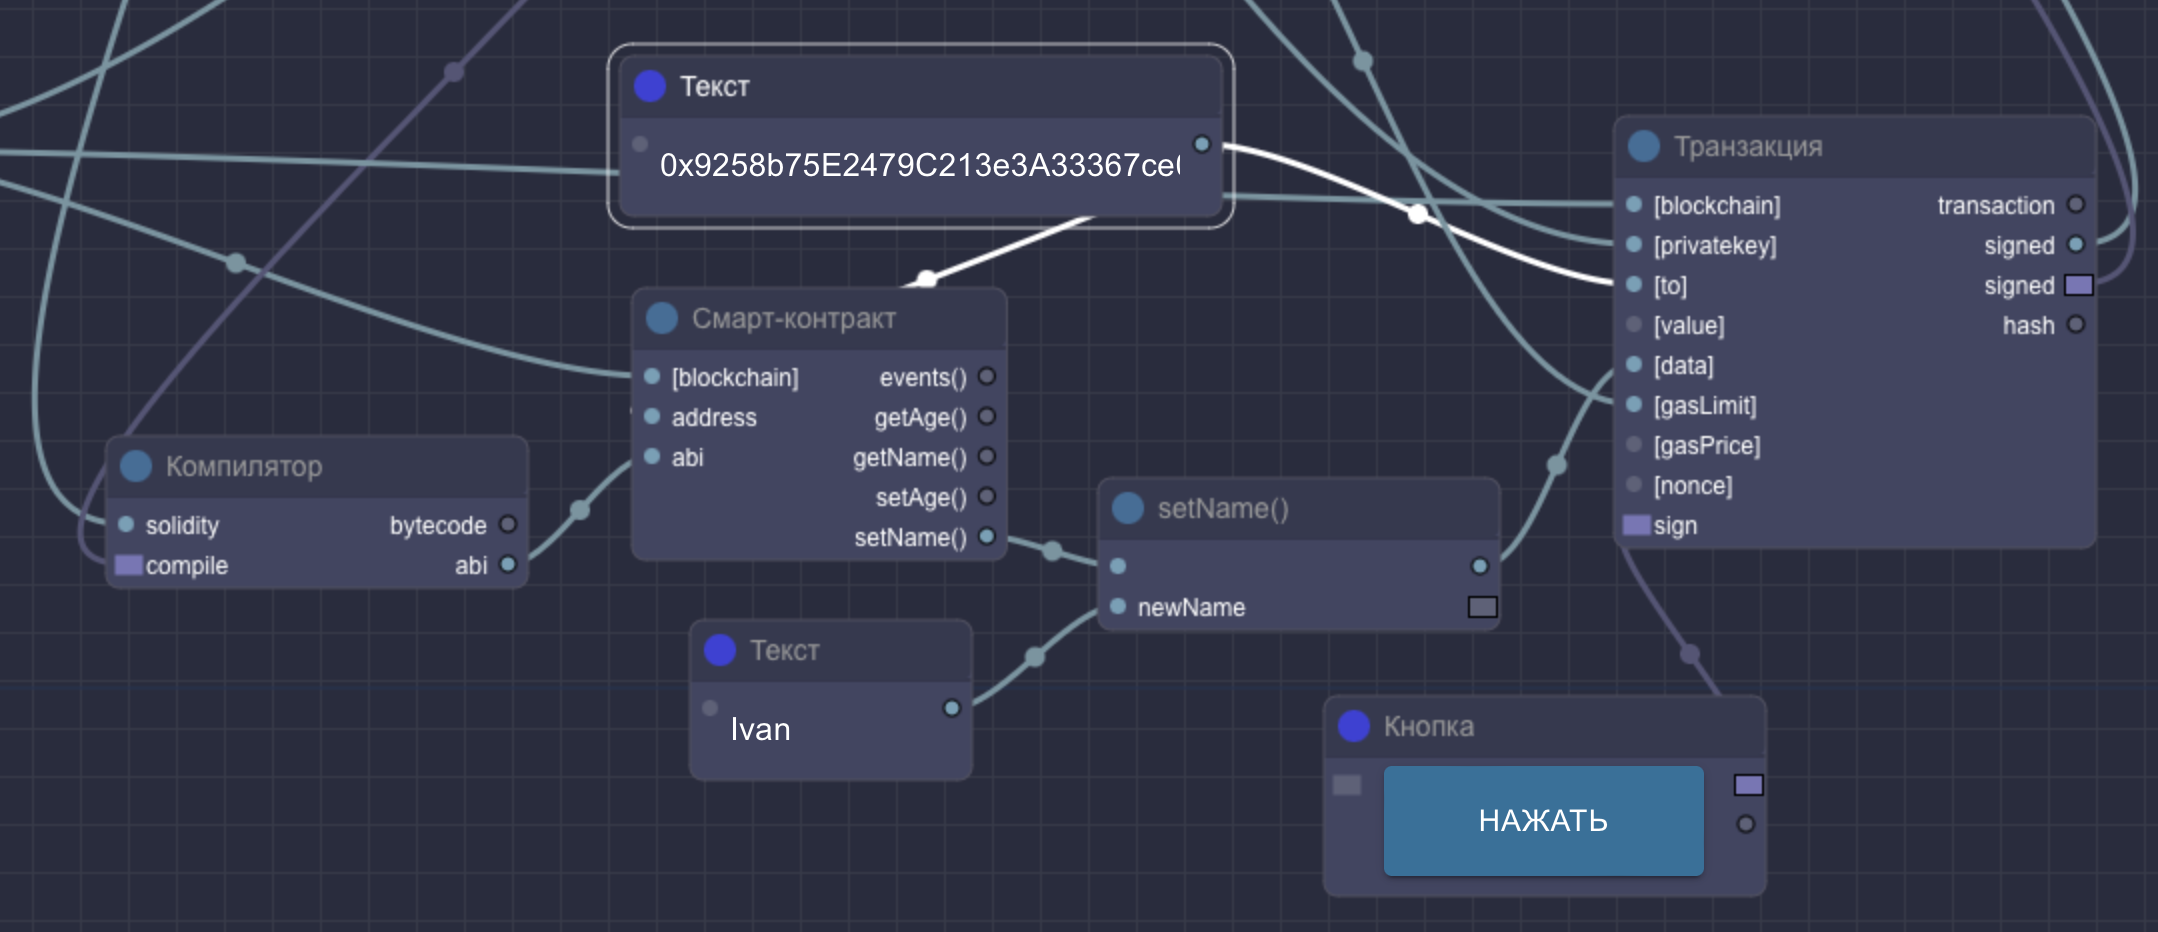 Текст
0x9258b75E2479C213e3A33367ce
Транзакция
[blockchain] transaction
[privatekey] signed
[to] signed
[value] hash
[data]
[gasLimit]
[gasPrice]
[nonce]
sign
Смарт-контракт
[blockchain] events()
address getAge()
abi getName()
setAge()
setName()
Компилятор
solidity bytecode
compile abi
setName()
newName
Текст
Ivan
Кнопка
НАЖАТЬ